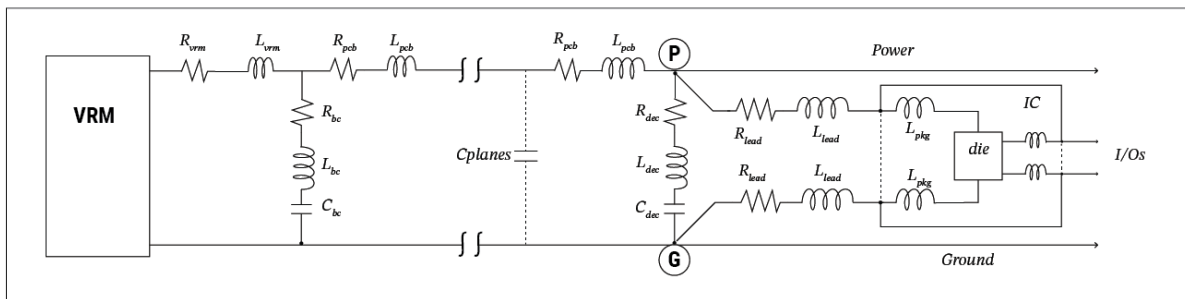 R_vrm L_vrm R_pcb L_pcb R_pcb L_pcb P Power
VRM
R_bc
L_bc
C_bc
Cplanes
R_dec
L_dec
C_dec
R_lead L_lead L_pkg IC
die I/Os
R_lead L_lead L_pkg
G Ground